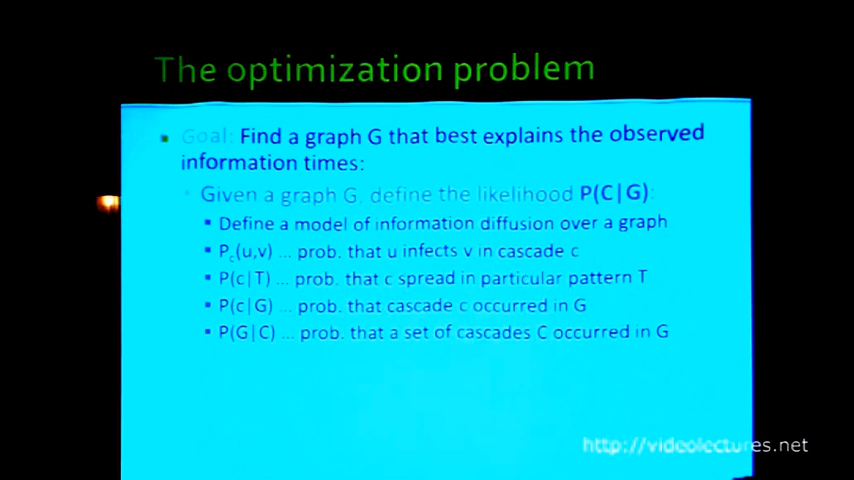 The optimization problem
Goal: Find a graph G that best explains the observed
information times:
Given a graph G, define the likelihood P(C|G):
Define a model of information diffusion over a graph
Pc(u,v) ... prob. that u infects v in cascade c
P(c|T) ... prob. that c spread in particular pattern T
P(c|G) ... prob. that cascade c occurred in G
P(G|C) ... prob. that a set of cascades C occurred in G
http://videolectures.net